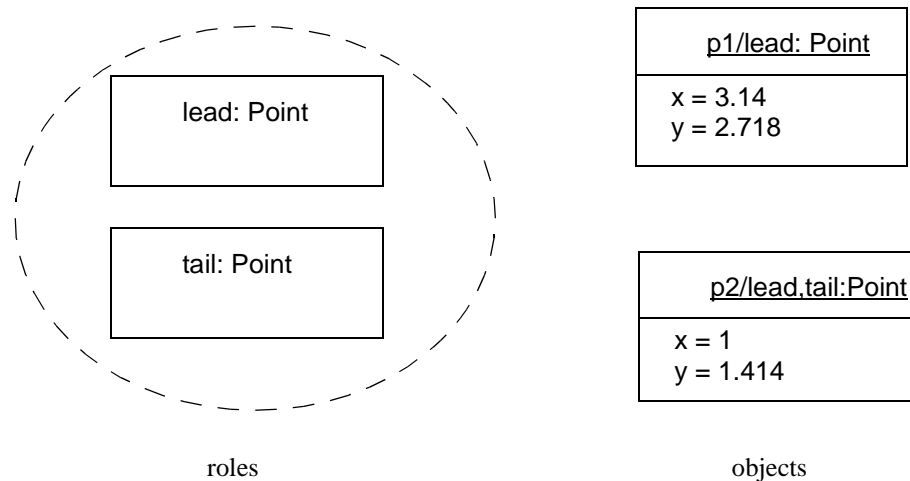 lead: Point
tail: Point
roles
p1/lead: Point
x = 3.14
y = 2.718
p2/lead,tail:Point
x = 1
y = 1.414
objects